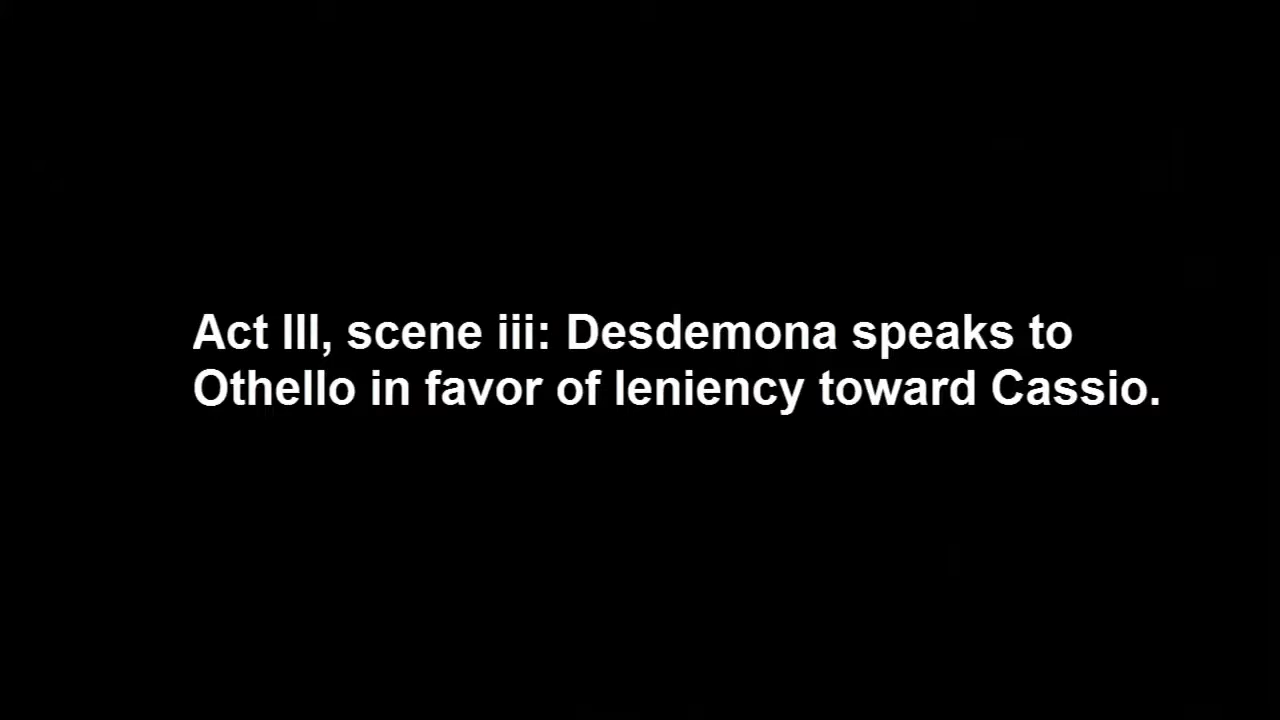 Act III, scene iii: Desdemona speaks to
Othello in favor of leniency toward Cassio.